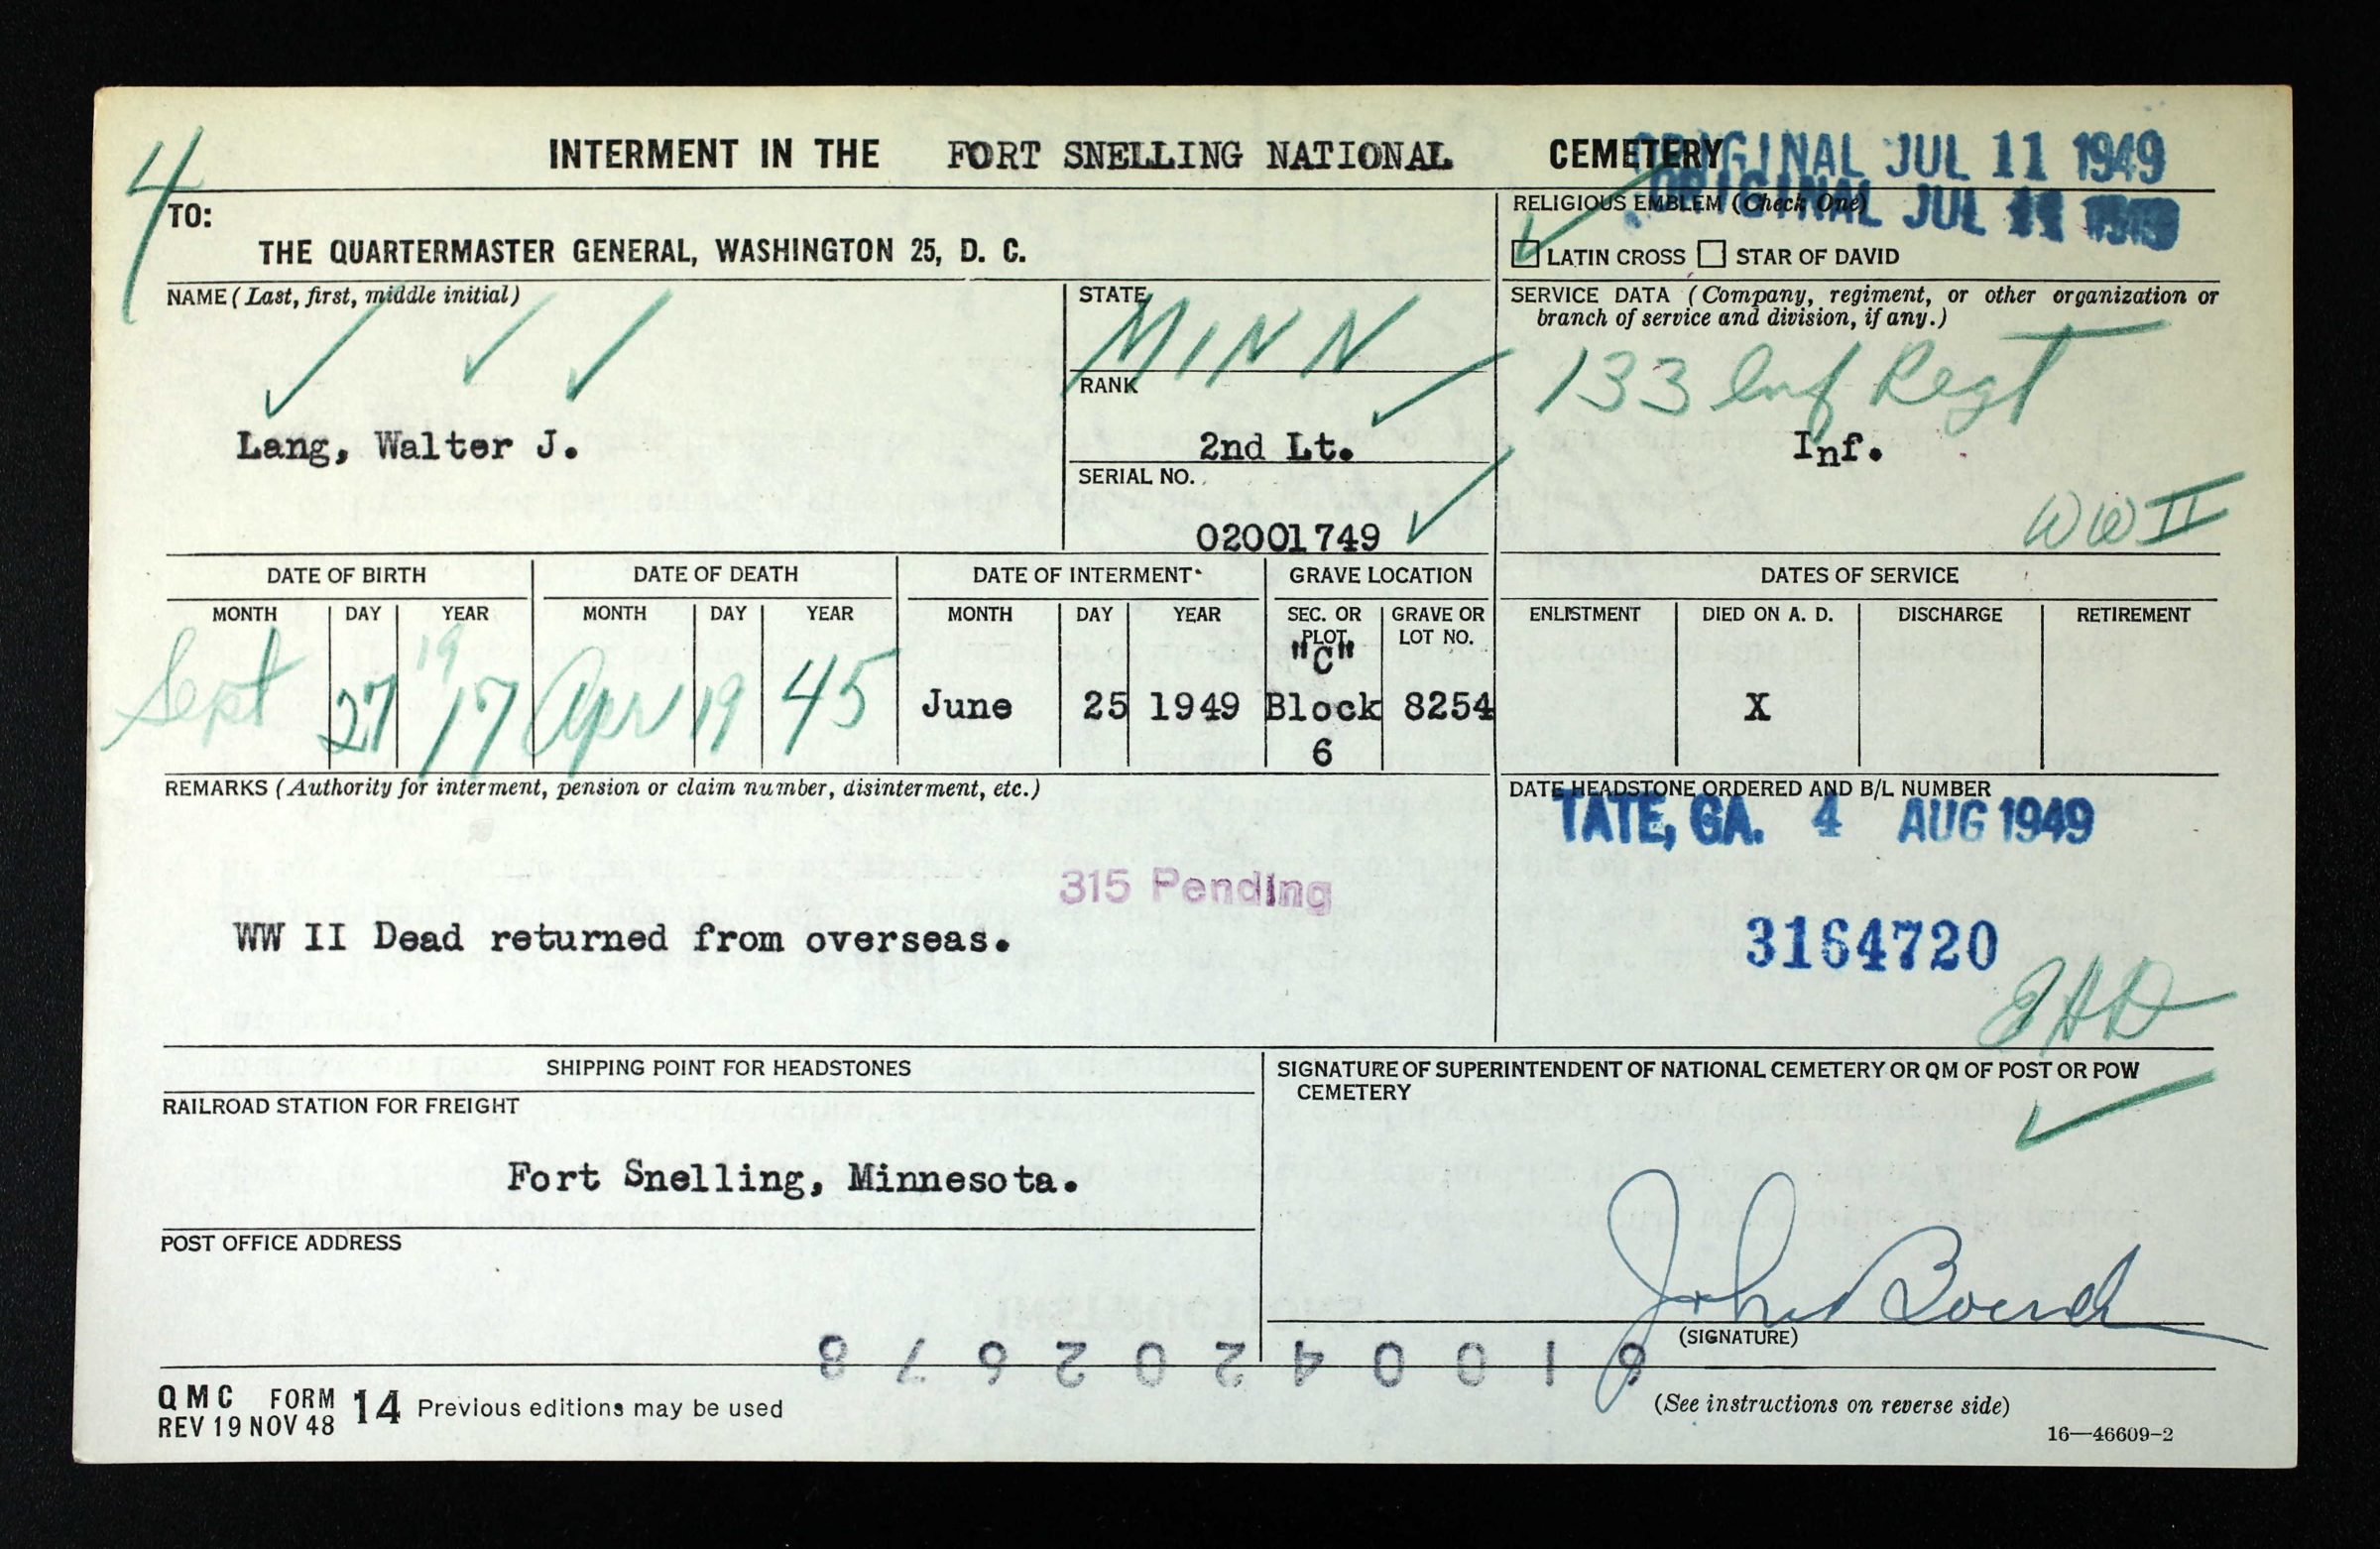 4
INTERMENT IN THE FORT SNELLING NATIONAL CEMETERY
ORIGINAL JUL 11 1949
ORIGINAL JUL 11 1949
TO:
THE QUARTERMASTER GENERAL, WASHINGTON 25, D. C.
RELIGIOUS EMBLEM (Check One)
LATIN CROSS STAR OF DAVID
NAME (Last, first, middle initial)
Lang, Walter J.
STATE
MINN
RANK
2nd Lt.
SERIAL NO.
02001749
SERVICE DATA (Company, regiment, or other organization or
branch of service and division, if any.)
133 Inf Regt
Inf.
WW II
DATE OF BIRTH DATE OF DEATH DATE OF INTERMENT GRAVE LOCATION DATES OF SERVICE
MONTH DAY YEAR MONTH DAY YEAR MONTH DAY YEAR SEC. OR PLOT GRAVE OR LOT NO. ENLISTMENT DIED ON A. D. DISCHARGE RETIREMENT
Sept 27 1917 Apr 19 45 June 25 1949 "C" Block 6 8254 X
REMARKS (Authority for interment, pension or claim number, disinterment, etc.)
315 Pending
WW II Dead returned from overseas.
DATE HEADSTONE ORDERED AND B/L NUMBER
TATE, GA. 4 AUG 1949
3164720
SHIPPING POINT FOR HEADSTONES
RAILROAD STATION FOR FREIGHT
Fort Snelling, Minnesota.
POST OFFICE ADDRESS
SIGNATURE OF SUPERINTENDENT OF NATIONAL CEMETERY OR QM OF POST OR POW
CEMETERY
John
(SIGNATURE)
QMC FORM 14 Previous editions may be used
REV 19 NOV 48
(See instructions on reverse side)
16—46609-2